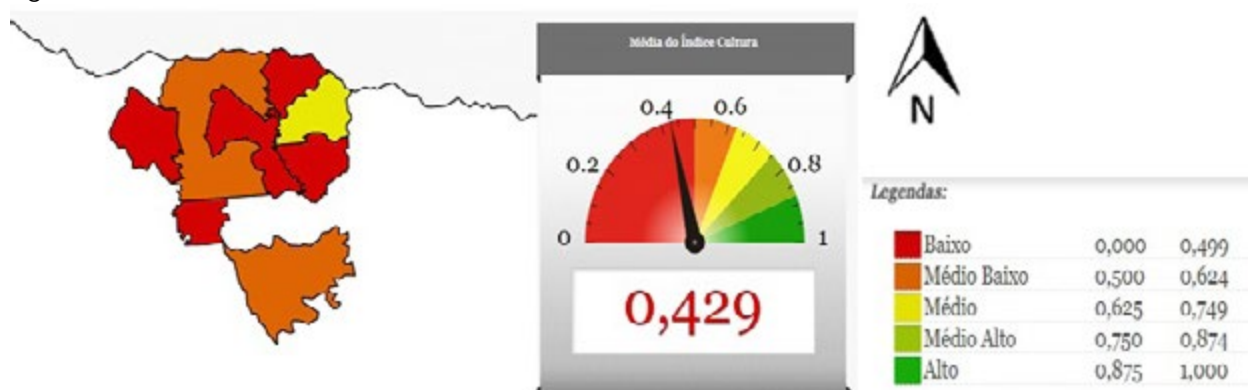 Média do Índice Cultura
0
0.2
0.4
0.6
0.8
1
0,429
N
Legendas:
Baixo 0,000 0,499
Médio Baixo 0,500 0,624
Médio 0,625 0,749
Médio Alto 0,750 0,874
Alto 0,875 1,000